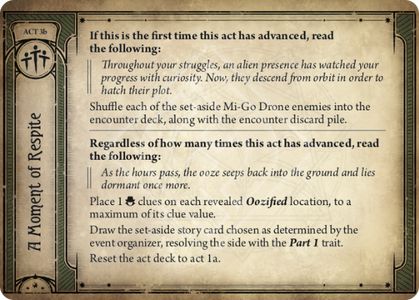 ACT 3b
A Moment of Respite
If this is the first time this act has advanced, read
the following:
Throughout your struggles, an alien presence has watched your
progress with curiosity. Now, they descend from orbit in order to
hatch their plot.
Shuffle each of the set-aside Mi-Go Drone enemies into the
encounter deck, along with the encounter discard pile.
Regardless of how many times this act has advanced, read
the following:
As the hours pass, the ooze seeps back into the ground and lies
dormant once more.
Place 1 clues on each revealed Oozified location, to a
maximum of its clue value.
Draw the set-aside story card chosen as determined by the
event organizer, resolving the side with the Part 1 trait.
Reset the act deck to act 1a.